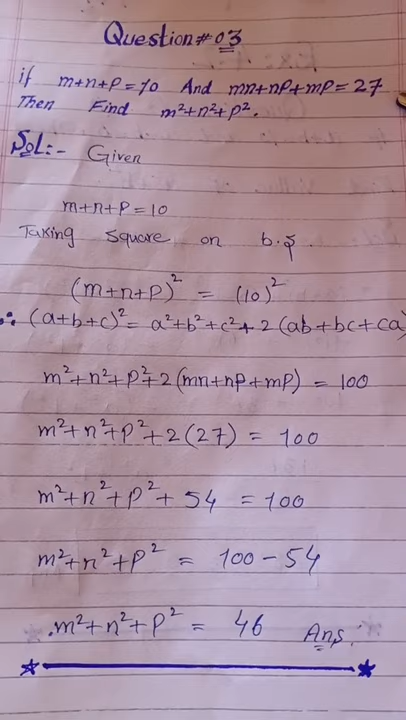 Question#03
if m+n+p=10 And mn+np+mp=27
Then Find m²+n²+p².
Sol:- Given
m+n+p=10
Taking square on b.s.
(m+n+p)² = (10)²
∴ (a+b+c)² = a²+b²+c²+2(ab+bc+ca)
m²+n²+p²+2(mn+np+mp) = 100
m²+n²+p²+2(27) = 100
m²+n²+p²+54 = 100
m²+n²+p² = 100-54
m²+n²+p² = 46 Ans.